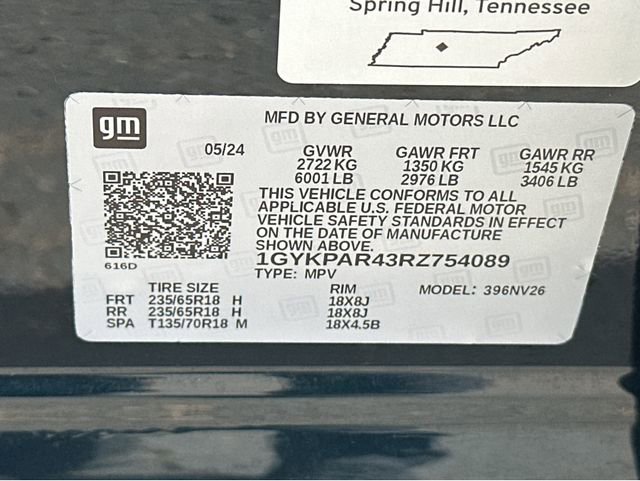 Spring Hill, Tennessee
gm
MFD BY GENERAL MOTORS LLC
05/24
GVWR GAWR FRT GAWR RR
2722 KG 1350 KG 1545 KG
6001 LB 2976 LB 3406 LB
THIS VEHICLE CONFORMS TO ALL
APPLICABLE U.S. FEDERAL MOTOR
VEHICLE SAFETY STANDARDS IN EFFECT
ON THE DATE OF MANUFACTURE
SHOWN ABOVE.
1GYKPAR43RZ754089
616D
TYPE: MPV
TIRE SIZE RIM MODEL: 396NV26
FRT 235/65R18 H 18X8J
RR 235/65R18 H 18X8J
SPA T135/70R18 M 18X4.5B